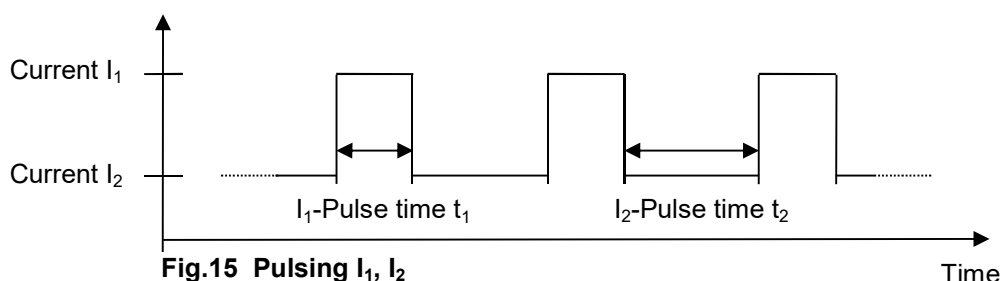 Current I₁
Current I₂
I₁-Pulse time t₁
I₂-Pulse time t₂
Fig.15 Pulsing I₁, I₂
Time